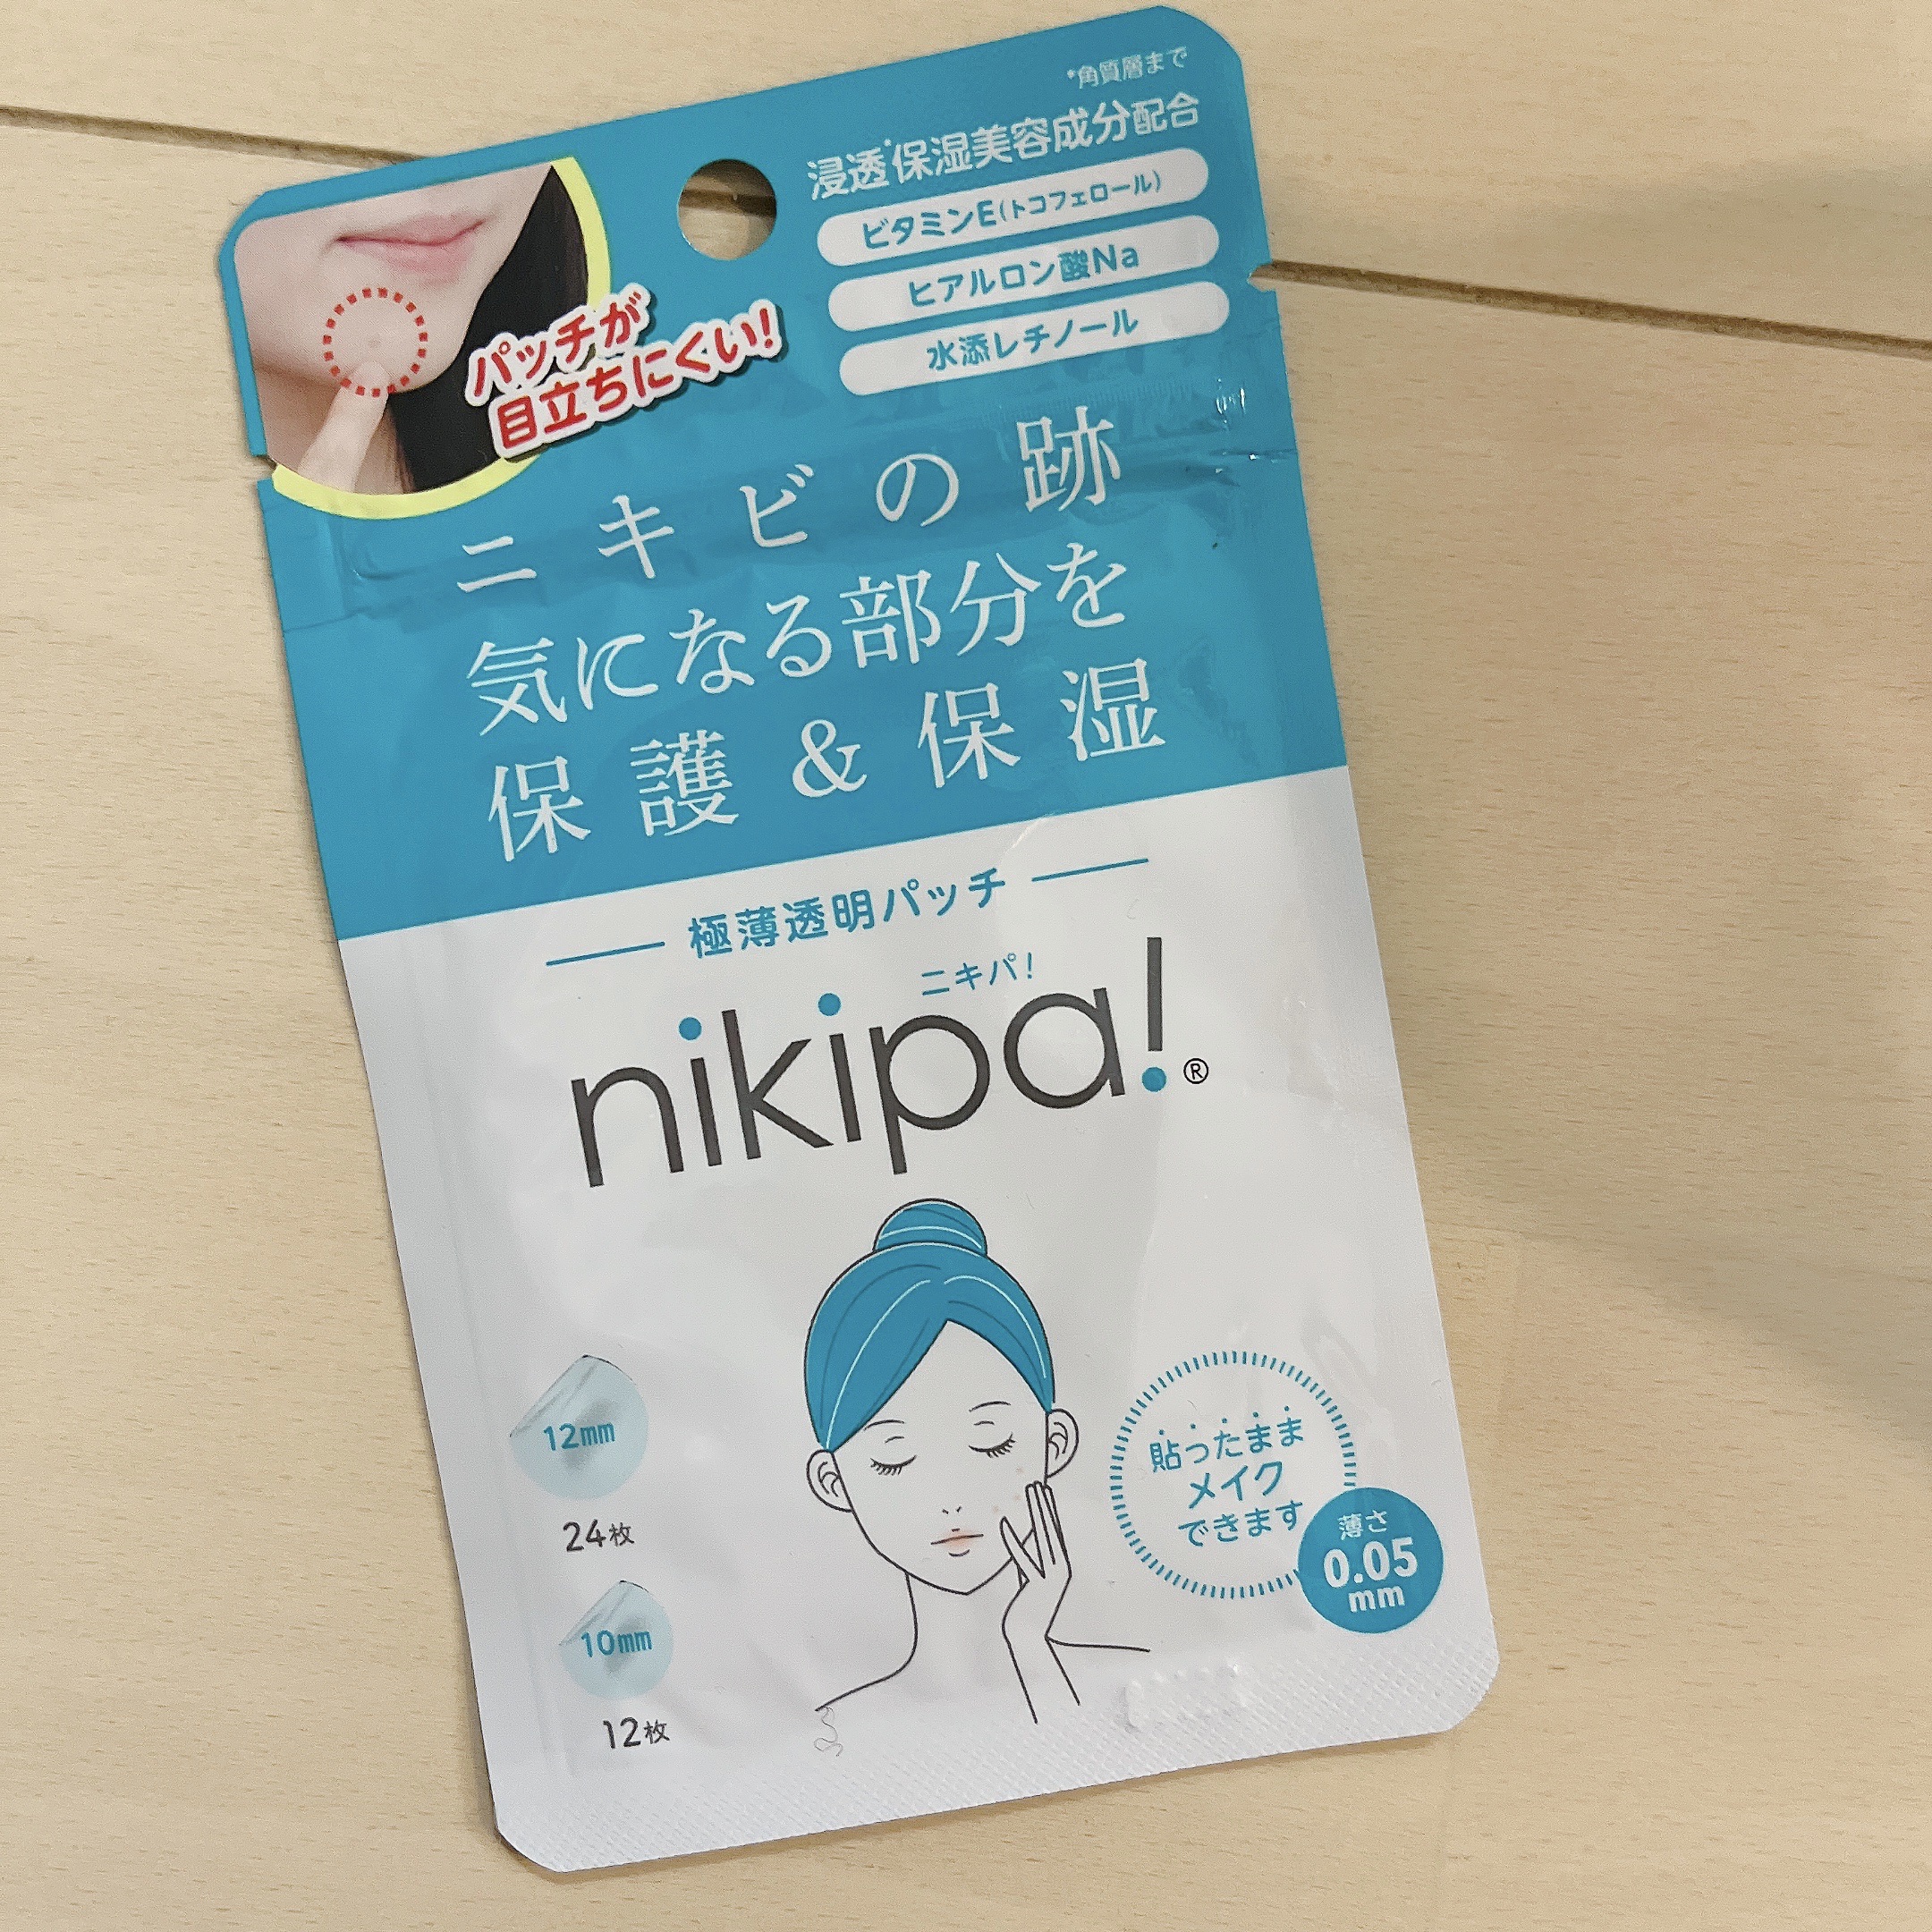 *角質層まで
浸透*保湿美容成分配合
ビタミンE(トコフェロール)
ヒアルロン酸Na
水添レチノール
パッチが
目立ちにくい!
ニキビの跡
気になる部分を
保護&保湿
極薄透明パッチ
ニキパ!
nikipa!®
12mm
24枚
10mm
12枚
貼ったまま
メイク
できます
薄さ
0.05
mm